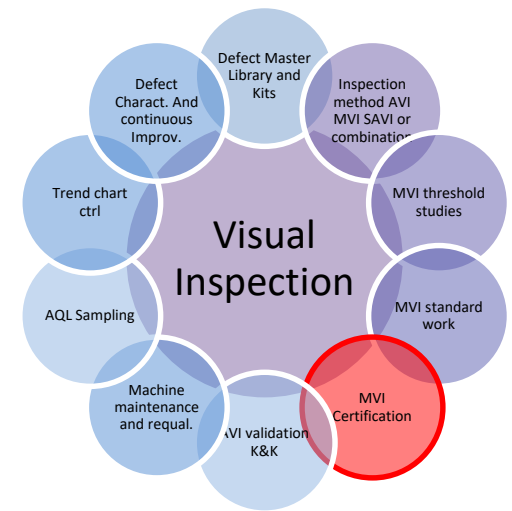 Visual
Inspection
Defect Master
Library and
Kits
Inspection
method AVI
MVI SAVI or
combination
MVI threshold
studies
MVI standard
work
MVI
Certification
AVI validation
K&K
Machine
maintenance
and requal.
AQL Sampling
Trend chart
ctrl
Defect
Charact. And
continuous
Improv.